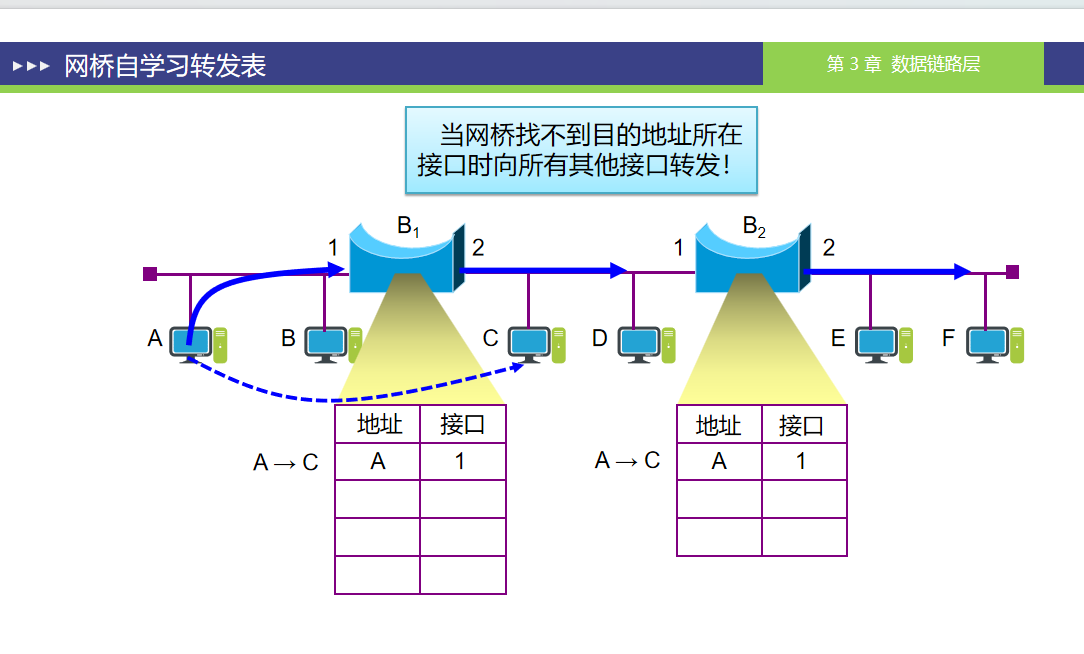 网桥自学习转发表
第 3 章 数据链路层
当网桥找不到目的地址所在
接口时向所有其他接口转发!
1 B1 2 1 B2 2
A B C D E F
地址 接口 地址 接口
A → C A 1 A → C A 1